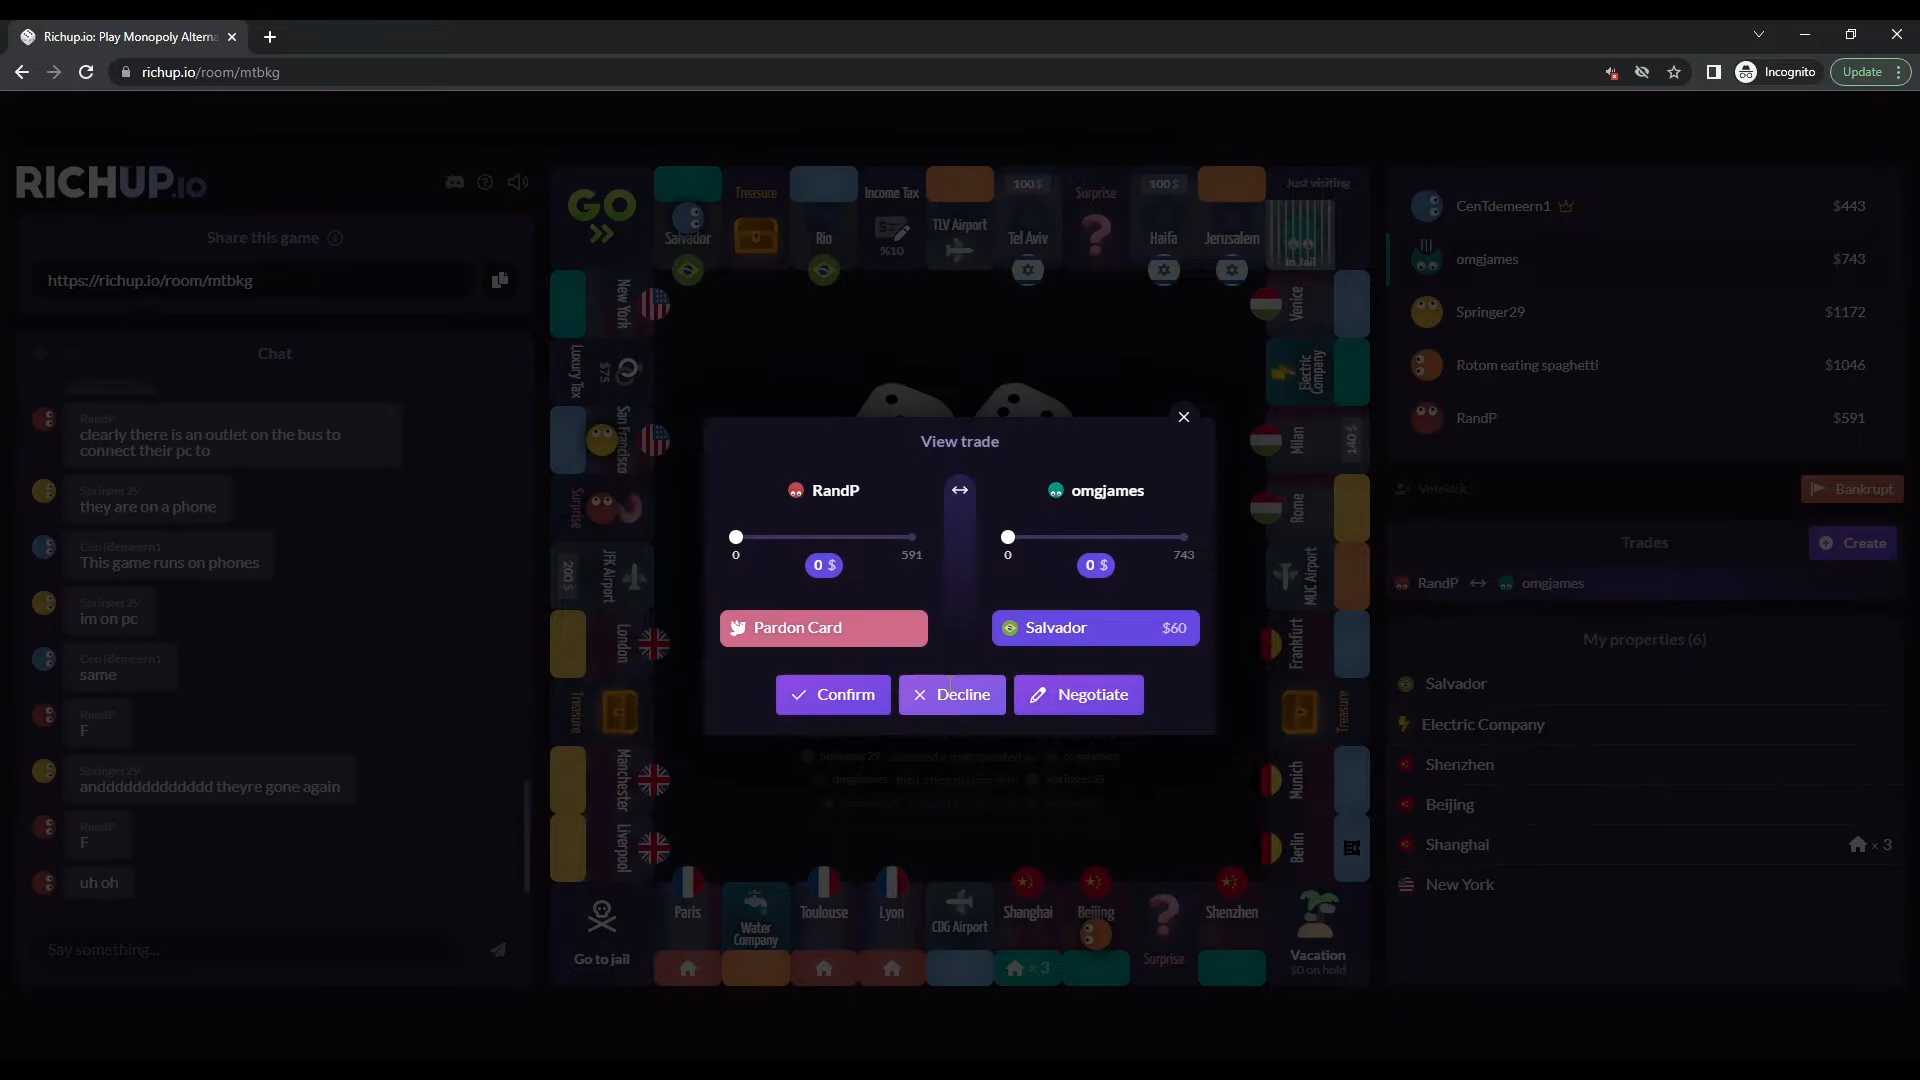 Richup.io: Play Monopoly Alterna
richup.io/room/mtbkg
Incognito
Update
RICHUP.IO
Share this game
https://richup.io/room/mtbkg
Chat
RandP
clearly there is an outlet on the bus to
connect their pc to
Springer29
they are on a phone
CenTdemeern1
This game runs on phones
Springer29
im on pc
CenTdemeern1
same
RandP
F
Springer29
anddddddddddddd theyre gone again
RandP
F
uh oh
Say something...
GO
Salvador
Treasure
Rio
Income Tax
%10
TLV Airport
100 $
Tel Aviv
Surprise
100 $
Haifa
Jerusalem
Just visiting
In Jail
New York
Luxury Tax
$75
San Francisco
Surprise
JFK Airport
200 $
London
Treasure
Manchester
Liverpool
Venice
Electric Company
Milan
140 $
Rome
MUC Airport
Frankfurt
Treasure
Munich
Berlin
Go to jail
Paris
Water Company
Toulouse
Lyon
CDG Airport
Shanghai
x 3
Beijing
Surprise
Shenzhen
Vacation
$0 on hold
View trade
RandP
omgjames
0
591
0 $
0
743
0 $
Pardon Card
Salvador $60
Confirm
Decline
Negotiate
CenTdemeern1 $443
omgjames $743
Springer29 $1172
Rotom eating spaghetti $1046
RandP $591
Votekick
Bankrupt
Trades
Create
RandP omgjames
My properties (6)
Salvador
Electric Company
Shenzhen
Beijing
Shanghai x 3
New York